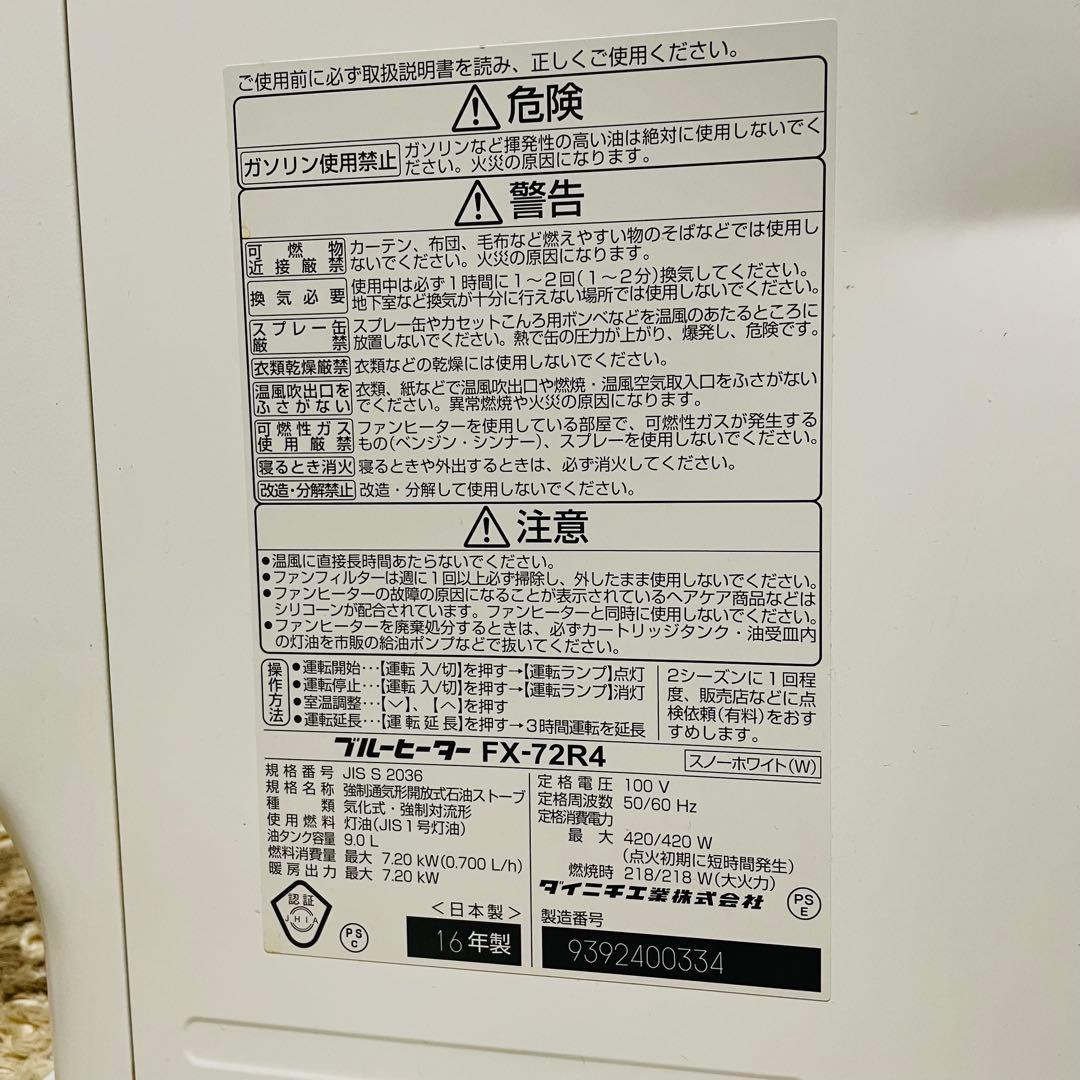 ご使用前に必ず取扱説明書を読み、正しくご使用ください。
危険
ガソリン使用禁止
ガソリンなど揮発性の高い油は絶対に使用しないでく
ださい。火災の原因になります。
警告
可燃物
近接厳禁
カーテン、布団、毛布など燃えやすい物のそばなどでは使用し
ないでください。火災の原因になります。
換気必要
使用中は必ず1時間に1〜2回(1〜2分)換気してください。
地下室など換気が十分に行えない場所では使用しないでください。
スプレー缶
厳禁
スプレー缶やカセットこんろ用ボンベなどを温風のあたるところに
放置しないでください。熱で缶の圧力が上がり、爆発し、危険です。
衣類乾燥厳禁
衣類などの乾燥には使用しないでください。
温風吹出口を
ふさがない
衣類、紙などで温風吹出口や燃焼・温風空気取入口をふさがない
でください。異常燃焼や火災の原因になります。
可燃性ガス
使用厳禁
ファンヒーターを使用している部屋で、可燃性ガスが発生する
もの(ベンジン・シンナー)、スプレーを使用しないでください。
寝るとき消火
寝るときや外出するときは、必ず消火してください。
改造・分解禁止
改造・分解して使用しないでください。
注意
●温風に直接長時間あたらないでください。
●ファンフィルターは週に1回以上必ず掃除し、外したまま使用しないでください。
●ファンヒーターの故障の原因になることが表示されているヘアケア商品などは
シリコーンが配合されています。ファンヒーターと同時に使用しないでください。
●ファンヒーターを廃棄処分するときは、必ずカートリッジタンク・油受皿内
の灯油を市販の給油ポンプなどで抜いてください。
操作方法
●運転開始…【運転 入/切】を押す→【運転ランプ】点灯
●運転停止…【運転 入/切】を押す→【運転ランプ】消灯
●室温調整…【﹀】、【︿】を押す
●運転延長…【運転延長】を押す→3時間運転を延長
2シーズンに1回程
度、販売店などに点
検依頼(有料)をおす
すめします。
ブルーヒーター FX-72R4
スノーホワイト(W)
規格番号 JIS S 2036
規格名称 強制通気形開放式石油ストーブ
種類 気化式・強制対流形
使用燃料 灯油(JIS1号灯油)
油タンク容量 9.0 L
燃料消費量 最大 7.20 kW(0.700 L/h)
暖房出力 最大 7.20 kW
定格電圧 100 V
定格周波数 50/60 Hz
定格消費電力
最大 420/420 W
(点火初期に短時間発生)
燃焼時 218/218 W(大火力)
ダイニチ工業株式会社
PS
E
認証
JHIA
PS
C
<日本製>
16年製
製造番号
9392400334